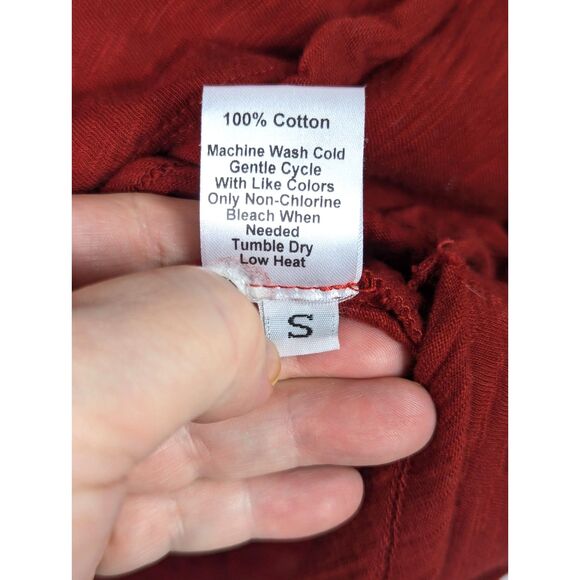 100% Cotton
Machine Wash Cold
Gentle Cycle
With Like Colors
Only Non-Chlorine
Bleach When
Needed
Tumble Dry
Low Heat
S